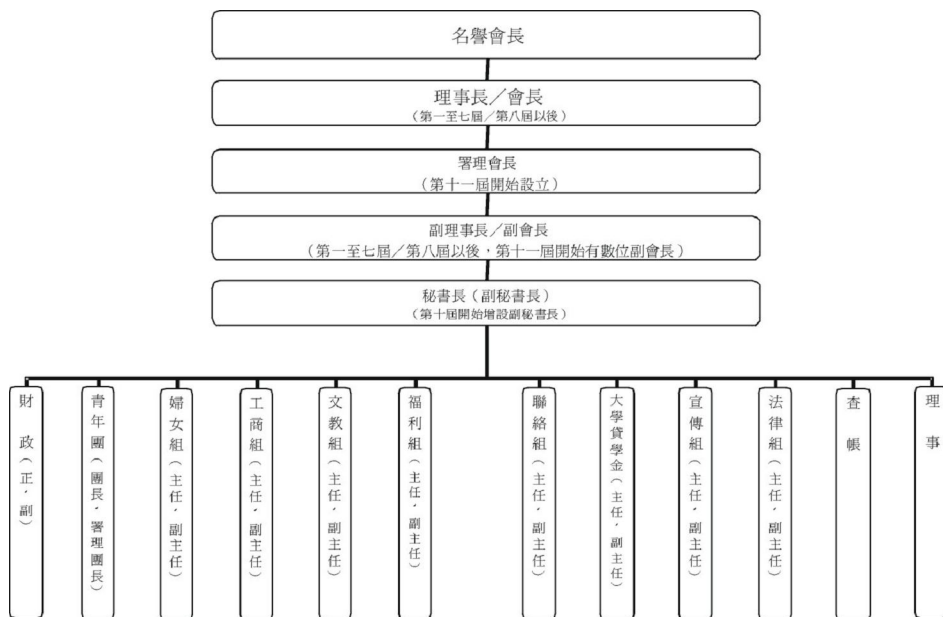 名譽會長
理事長／會長
（第一至七屆／第八屆以後）
署理會長
（第十一屆開始設立）
副理事長／副會長
（第一至七屆／第八屆以後，第十一屆開始有數位副會長）
秘書長（副秘書長）
（第十屆開始增設副秘書長）
財政（正，副）
青年團（團長，署理團長）
婦女組（主任，副主任）
工商組（主任，副主任）
文教組（主任，副主任）
福利組（主任，副主任）
聯絡組（主任，副主任）
大學貸學金（主任，副主任）
宣傳組（主任，副主任）
法律組（主任，副主任）
查帳
理事